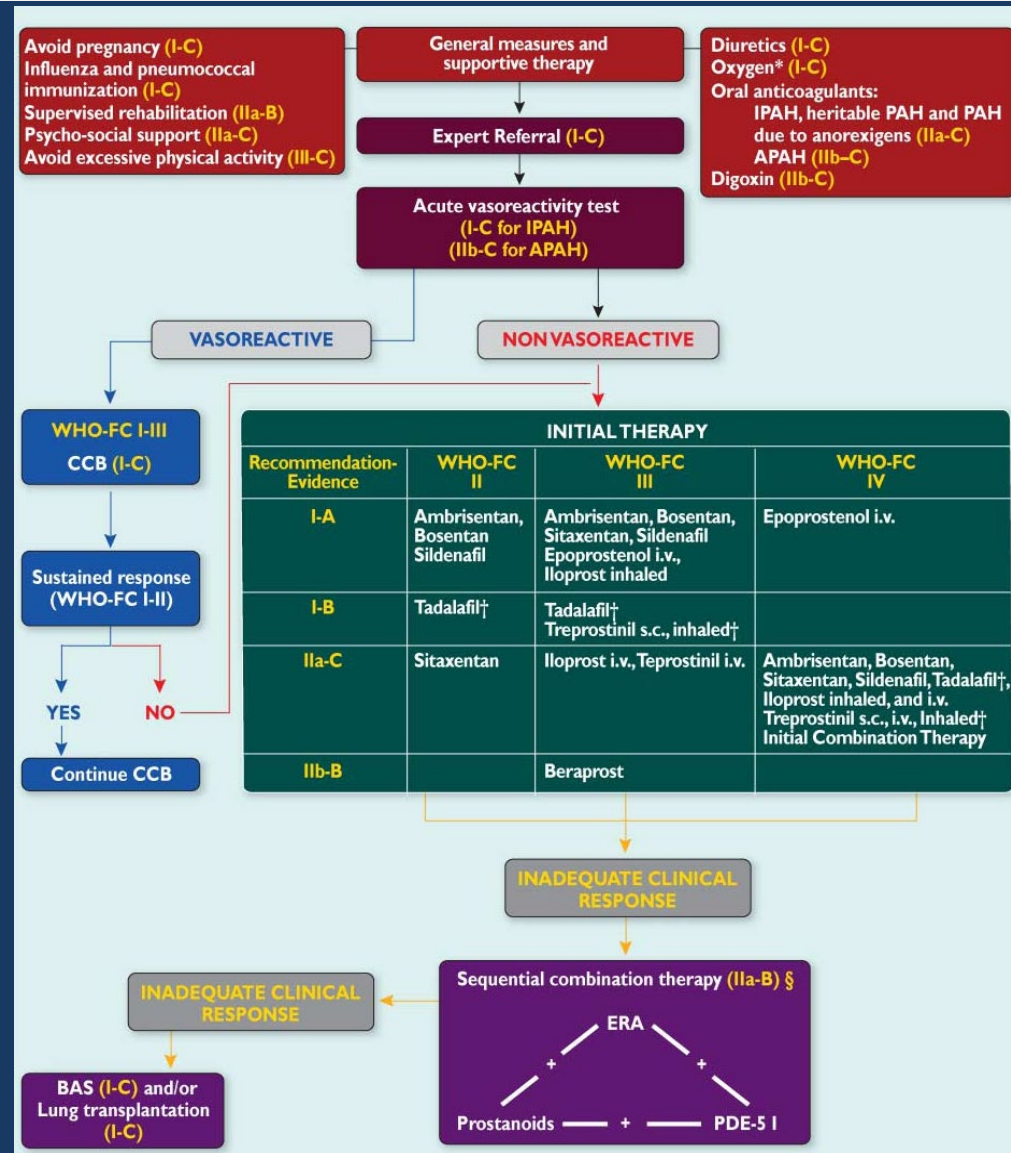 Avoid pregnancy (I-C)
Influenza and pneumococcal
immunization (I-C)
Supervised rehabilitation (IIa-B)
Psycho-social support (IIa-C)
Avoid excessive physical activity (III-C)
General measures and
supportive therapy
Diuretics (I-C)
Oxygen* (I-C)
Oral anticoagulants:
IPAH, heritable PAH and PAH
due to anorexigens (IIa-C)
APAH (IIb–C)
Digoxin (IIb-C)
Expert Referral (I-C)
Acute vasoreactivity test
(I-C for IPAH)
(IIb-C for APAH)
VASOREACTIVE
NON VASOREACTIVE
WHO-FC I-III
CCB (I-C)
Sustained response
(WHO-FC I-II)
YES
NO
Continue CCB
INITIAL THERAPY
Recommendation-
Evidence
WHO-FC
II
WHO-FC
III
WHO-FC
IV
I-A
Ambrisentan,
Bosentan
Sildenafil
Ambrisentan, Bosentan,
Sitaxentan, Sildenafil
Epoprostenol i.v.,
Iloprost inhaled
Epoprostenol i.v.
I-B
Tadalafil†
Tadalafil†
Treprostinil s.c., inhaled†
IIa-C
Sitaxentan
Iloprost i.v., Teprostinil i.v.
Ambrisentan, Bosentan,
Sitaxentan, Sildenafil, Tadalafil†,
Iloprost inhaled, and i.v.
Treprostinil s.c., i.v., Inhaled†
Initial Combination Therapy
IIb-B
Beraprost
INADEQUATE CLINICAL
RESPONSE
Sequential combination therapy (IIa-B) §
ERA
+
+
Prostanoids
+
PDE-5 I
INADEQUATE CLINICAL
RESPONSE
BAS (I-C) and/or
Lung transplantation
(I-C)